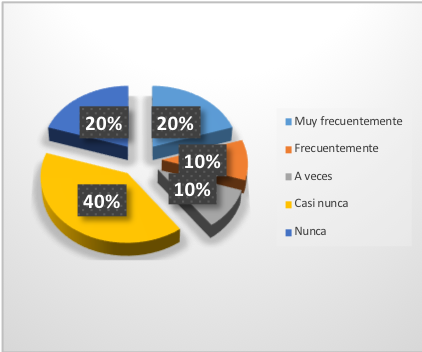 20%
20%
10%
10%
40%
Muy frecuentemente
Frecuentemente
A veces
Casi nunca
Nunca